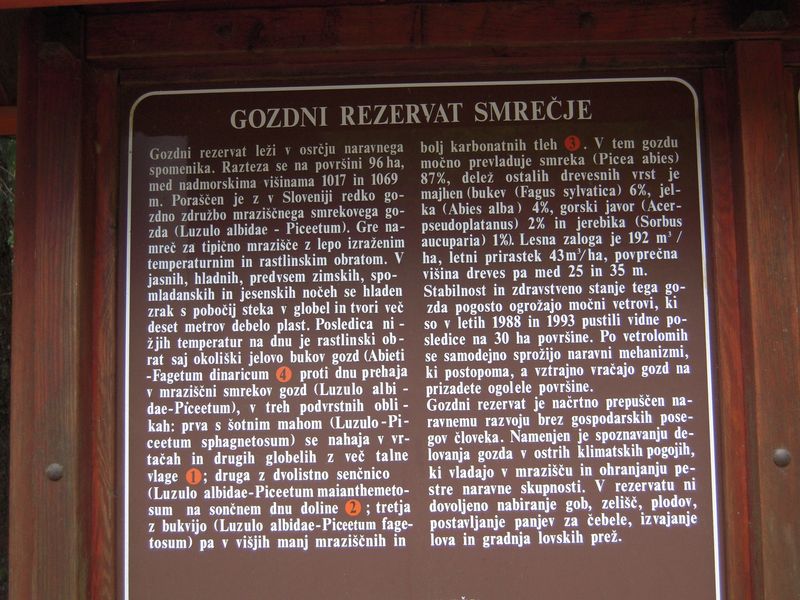 GOZDNI REZERVAT SMREČJE
Gozdni rezervat leži v osrčju naravnega
spomenika. Razteza se na površini 96 ha,
med nadmorskima višinama 1017 in 1069
m. Poraščen je z v Sloveniji redko go-
zdno združbo mraziščnega smrekovega go-
zda (Luzulo albidae - Piceetum). Gre na-
mreč za tipično mrazišče z lepo izraženim
temperaturnim in rastlinskim obratom. V
jasnih, hladnih, predvsem zimskih, spo-
mladanskih in jesenskih nočeh se hladen
zrak s pobočij steka v globel in tvori več
deset metrov debelo plast. Posledica ni -
žjih temperatur na dnu je rastlinski ob-
rat saj okoliški jelovo bukov gozd (Abieti
-Fagetum dinaricum 4 proti dnu prehaja
v mraziščni smrekov gozd (Luzulo albi -
dae-Piceetum), v treh podvrstnih obli -
kah: prva s šotnim mahom (Luzulo-Pi-
ceetum sphagnetosum) se nahaja v vr-
tačah in drugih globelih z več talne
vlage 1; druga z dvolistno senčnico
(Luzulo albidae-Piceetum maianthemeto-
sum na sončnem dnu doline 2; tretja
z bukvijo (Luzulo albidae-Piceetum fage-
tosum) pa v višjih manj mraziščnih in
bolj karbonatnih tleh 3. V tem gozdu
močno prevladuje smreka (Picea abies)
87%, delež ostalih drevesnih vrst je
majhen (bukev (Fagus sylvatica) 6%, jel-
ka (Abies alba) 4%, gorski javor (Acer-
pseudoplatanus) 2% in jerebika (Sorbus
aucuparia) 1%). Lesna zaloga je 192 m³ /
ha, letni prirastek 43m³/ha, povprečna
višina dreves pa med 25 in 35 m.
Stabilnost in zdravstveno stanje tega go-
zda pogosto ogrožajo močni vetrovi, ki
so v letih 1988 in 1993 pustili vidne po-
sledice na 30 ha površine. Po vetrolomih
se samodejno sprožijo naravni mehanizmi,
ki postopoma, a vztrajno vračajo gozd na
prizadete ogolele površine.
Gozdni rezervat je načrtno prepuščen na-
ravnemu razvoju brez gospodarskih pose-
gov človeka. Namenjen je spoznavanju de-
lovanja gozda v ostrih klimatskih pogojih,
ki vladajo v mrazišču in ohranjanju pe-
stre naravne skupnosti. V rezervatu ni
dovoljeno nabiranje gob, zelišč, plodov,
postavljanje panjev za čebele, izvajanje
lova in gradnja lovskih prež.